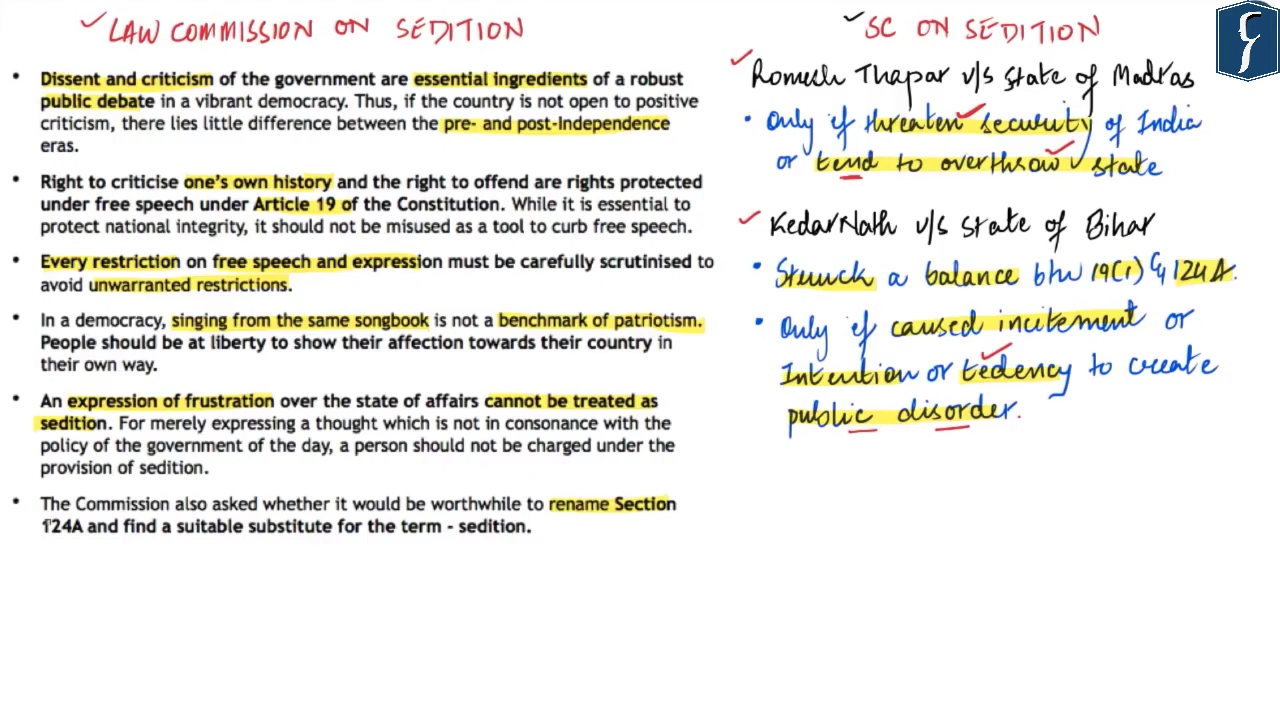 LAW COMMISSION ON SEDITION
• Dissent and criticism of the government are essential ingredients of a robust
public debate in a vibrant democracy. Thus, if the country is not open to positive
criticism, there lies little difference between the pre- and post-Independence
eras.
• Right to criticise one's own history and the right to offend are rights protected
under free speech under Article 19 of the Constitution. While it is essential to
protect national integrity, it should not be misused as a tool to curb free speech.
• Every restriction on free speech and expression must be carefully scrutinised to
avoid unwarranted restrictions.
• In a democracy, singing from the same songbook is not a benchmark of patriotism.
People should be at liberty to show their affection towards their country in
their own way.
• An expression of frustration over the state of affairs cannot be treated as
sedition. For merely expressing a thought which is not in consonance with the
policy of the government of the day, a person should not be charged under the
provision of sedition.
• The Commission also asked whether it would be worthwhile to rename Section
124A and find a suitable substitute for the term - sedition.
SC ON SEDITION
Romesh Thapar v/s State of Madras
• Only if threaten security of India
or tend to overthrow state
KedarNath v/s State of Bihar
• Struck a balance btw 19(1) & 124A.
• Only if caused incitement or
Intention or tedency to create
public disorder.